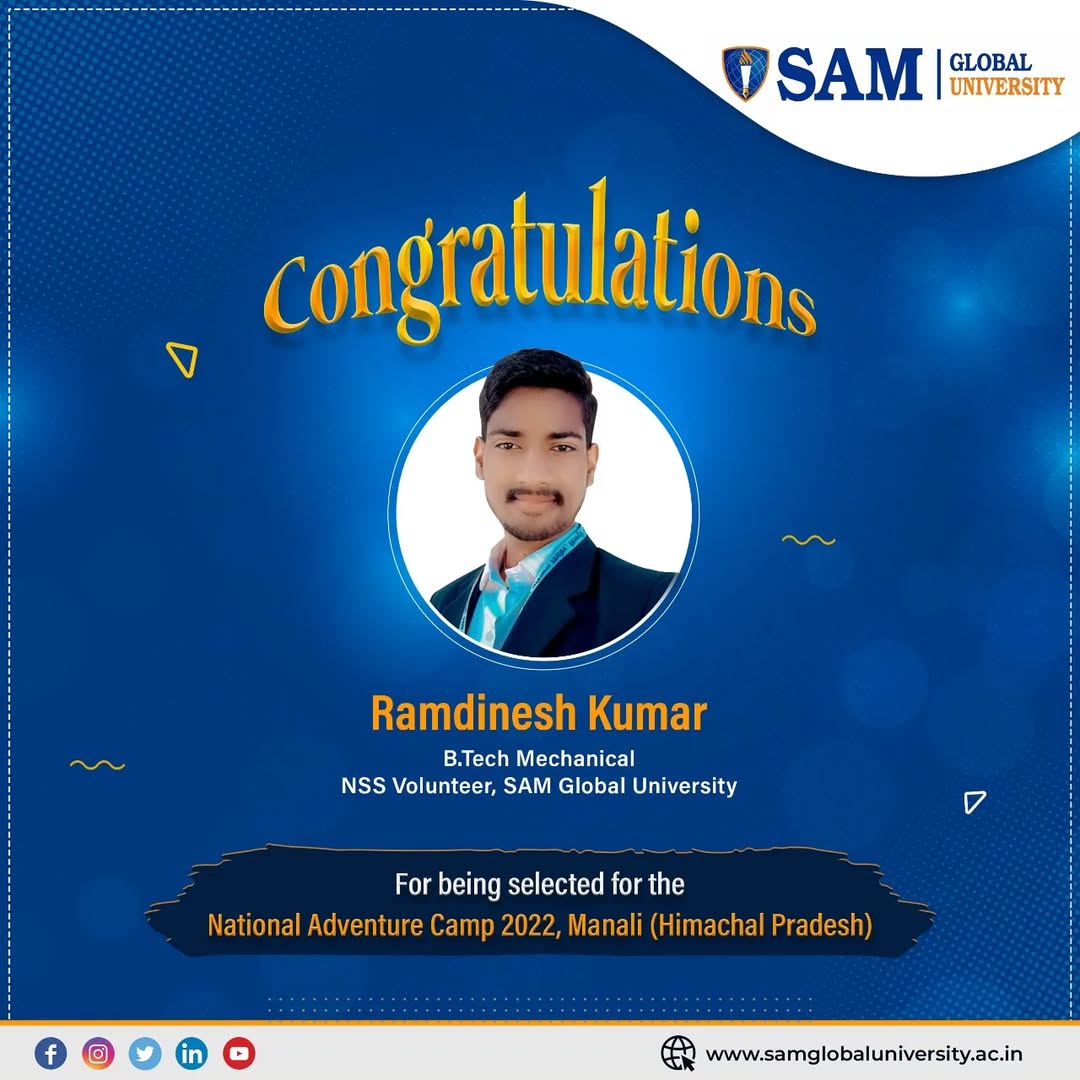 SAM
GLOBAL
UNIVERSITY
Congratulations
Ramdinesh Kumar
B.Tech Mechanical
NSS Volunteer, SAM Global University
For being selected for the
National Adventure Camp 2022, Manali (Himachal Pradesh)
www.samglobaluniversity.ac.in